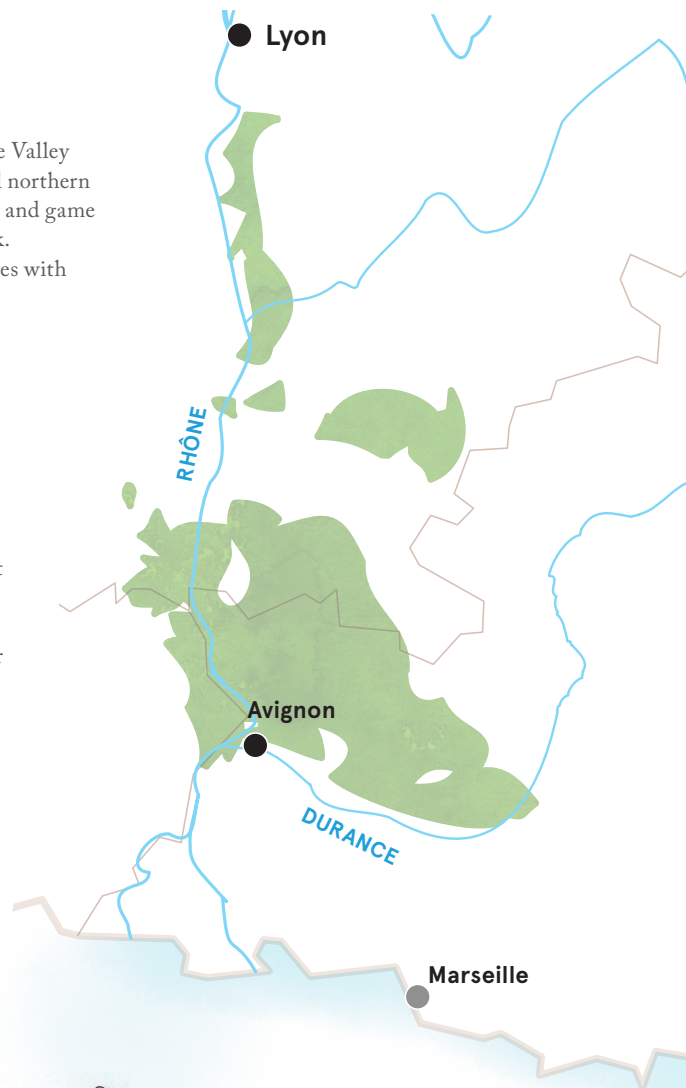 Lyon
e Valley
northern
and game
es with
RHÔNE
Avignon
DURANCE
Marseille